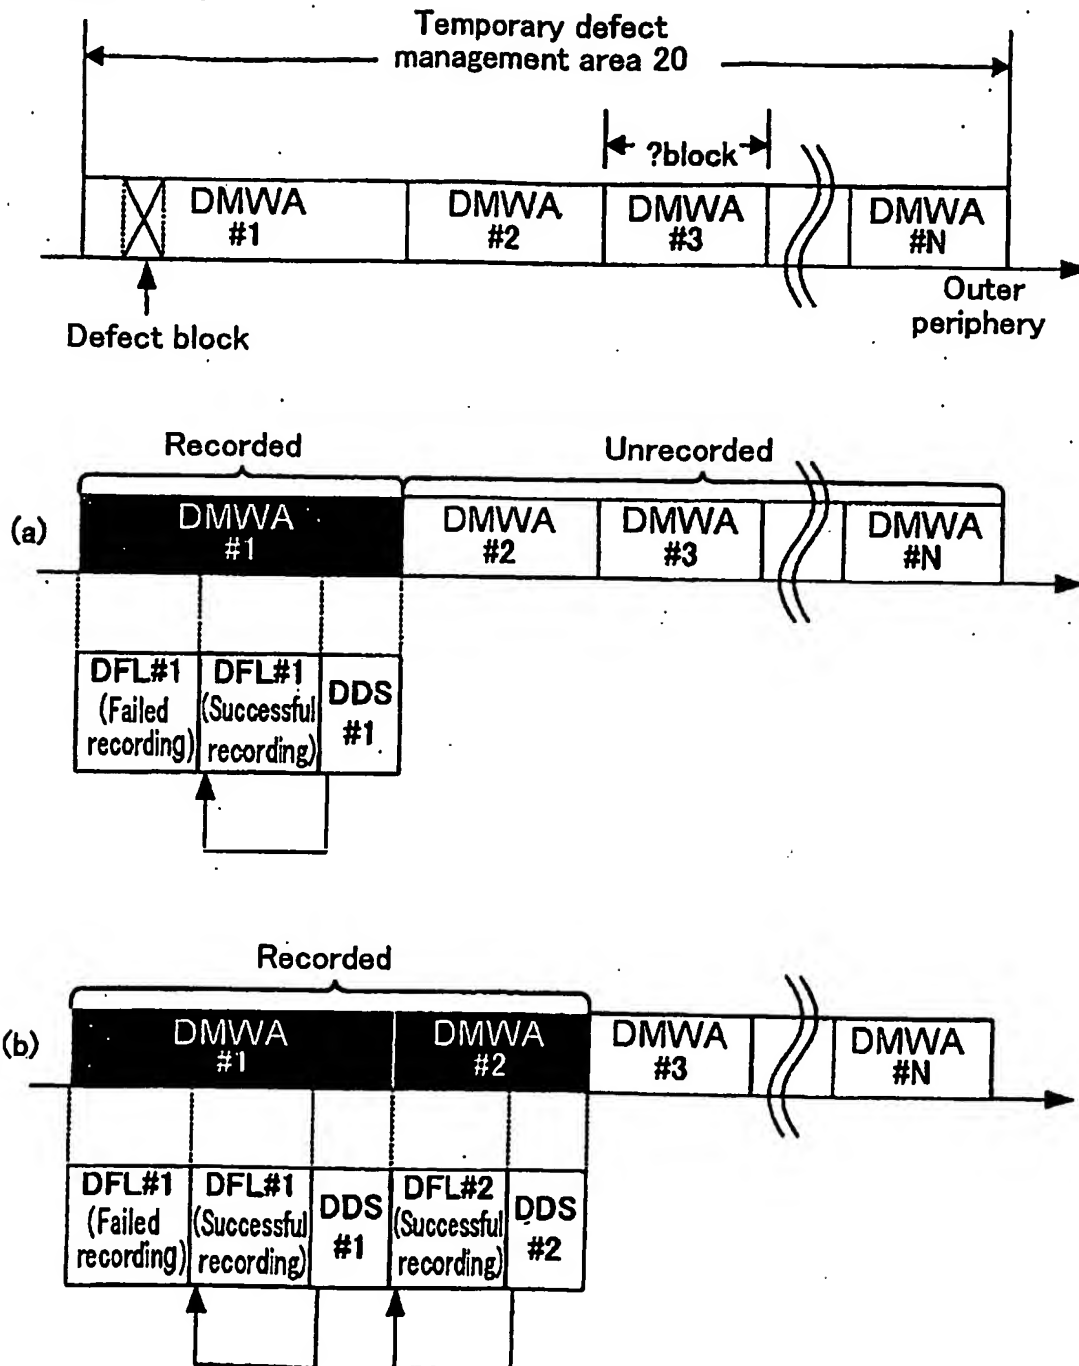 Temporary defect
management area 20
?block
DMWA
#1
DMWA
#2
DMWA
#3
DMWA
#N
Outer
periphery
Defect block
Recorded
Unrecorded
(a)
DMWA
#1
DMWA
#2
DMWA
#3
DMWA
#N
DFL#1
(Failed
recording)
DFL#1
(Successful
recording)
DDS
#1
Recorded
(b)
DMWA
#1
DMWA
#2
DMWA
#3
DMWA
#N
DFL#1
(Failed
recording)
DFL#1
(Successful
recording)
DDS
#1
DFL#2
(Successful
recording)
DDS
#2